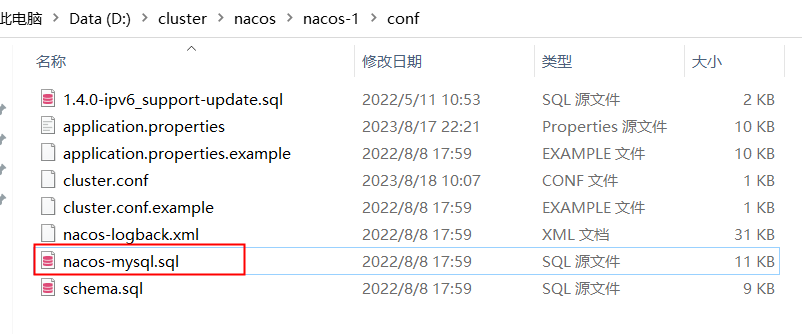 此电脑 > Data (D:) > cluster > nacos > nacos-1 > conf
名称 修改日期 类型 大小
1.4.0-ipv6_support-update.sql 2022/5/11 10:53 SQL 源文件 2 KB
application.properties 2023/8/17 22:21 Properties 源文件 10 KB
application.properties.example 2022/8/8 17:59 EXAMPLE 文件 10 KB
cluster.conf 2023/8/18 10:07 CONF 文件 1 KB
cluster.conf.example 2022/8/8 17:59 EXAMPLE 文件 1 KB
nacos-logback.xml 2022/8/8 17:59 XML 文档 31 KB
nacos-mysql.sql 2022/8/8 17:59 SQL 源文件 11 KB
schema.sql 2022/8/8 17:59 SQL 源文件 9 KB